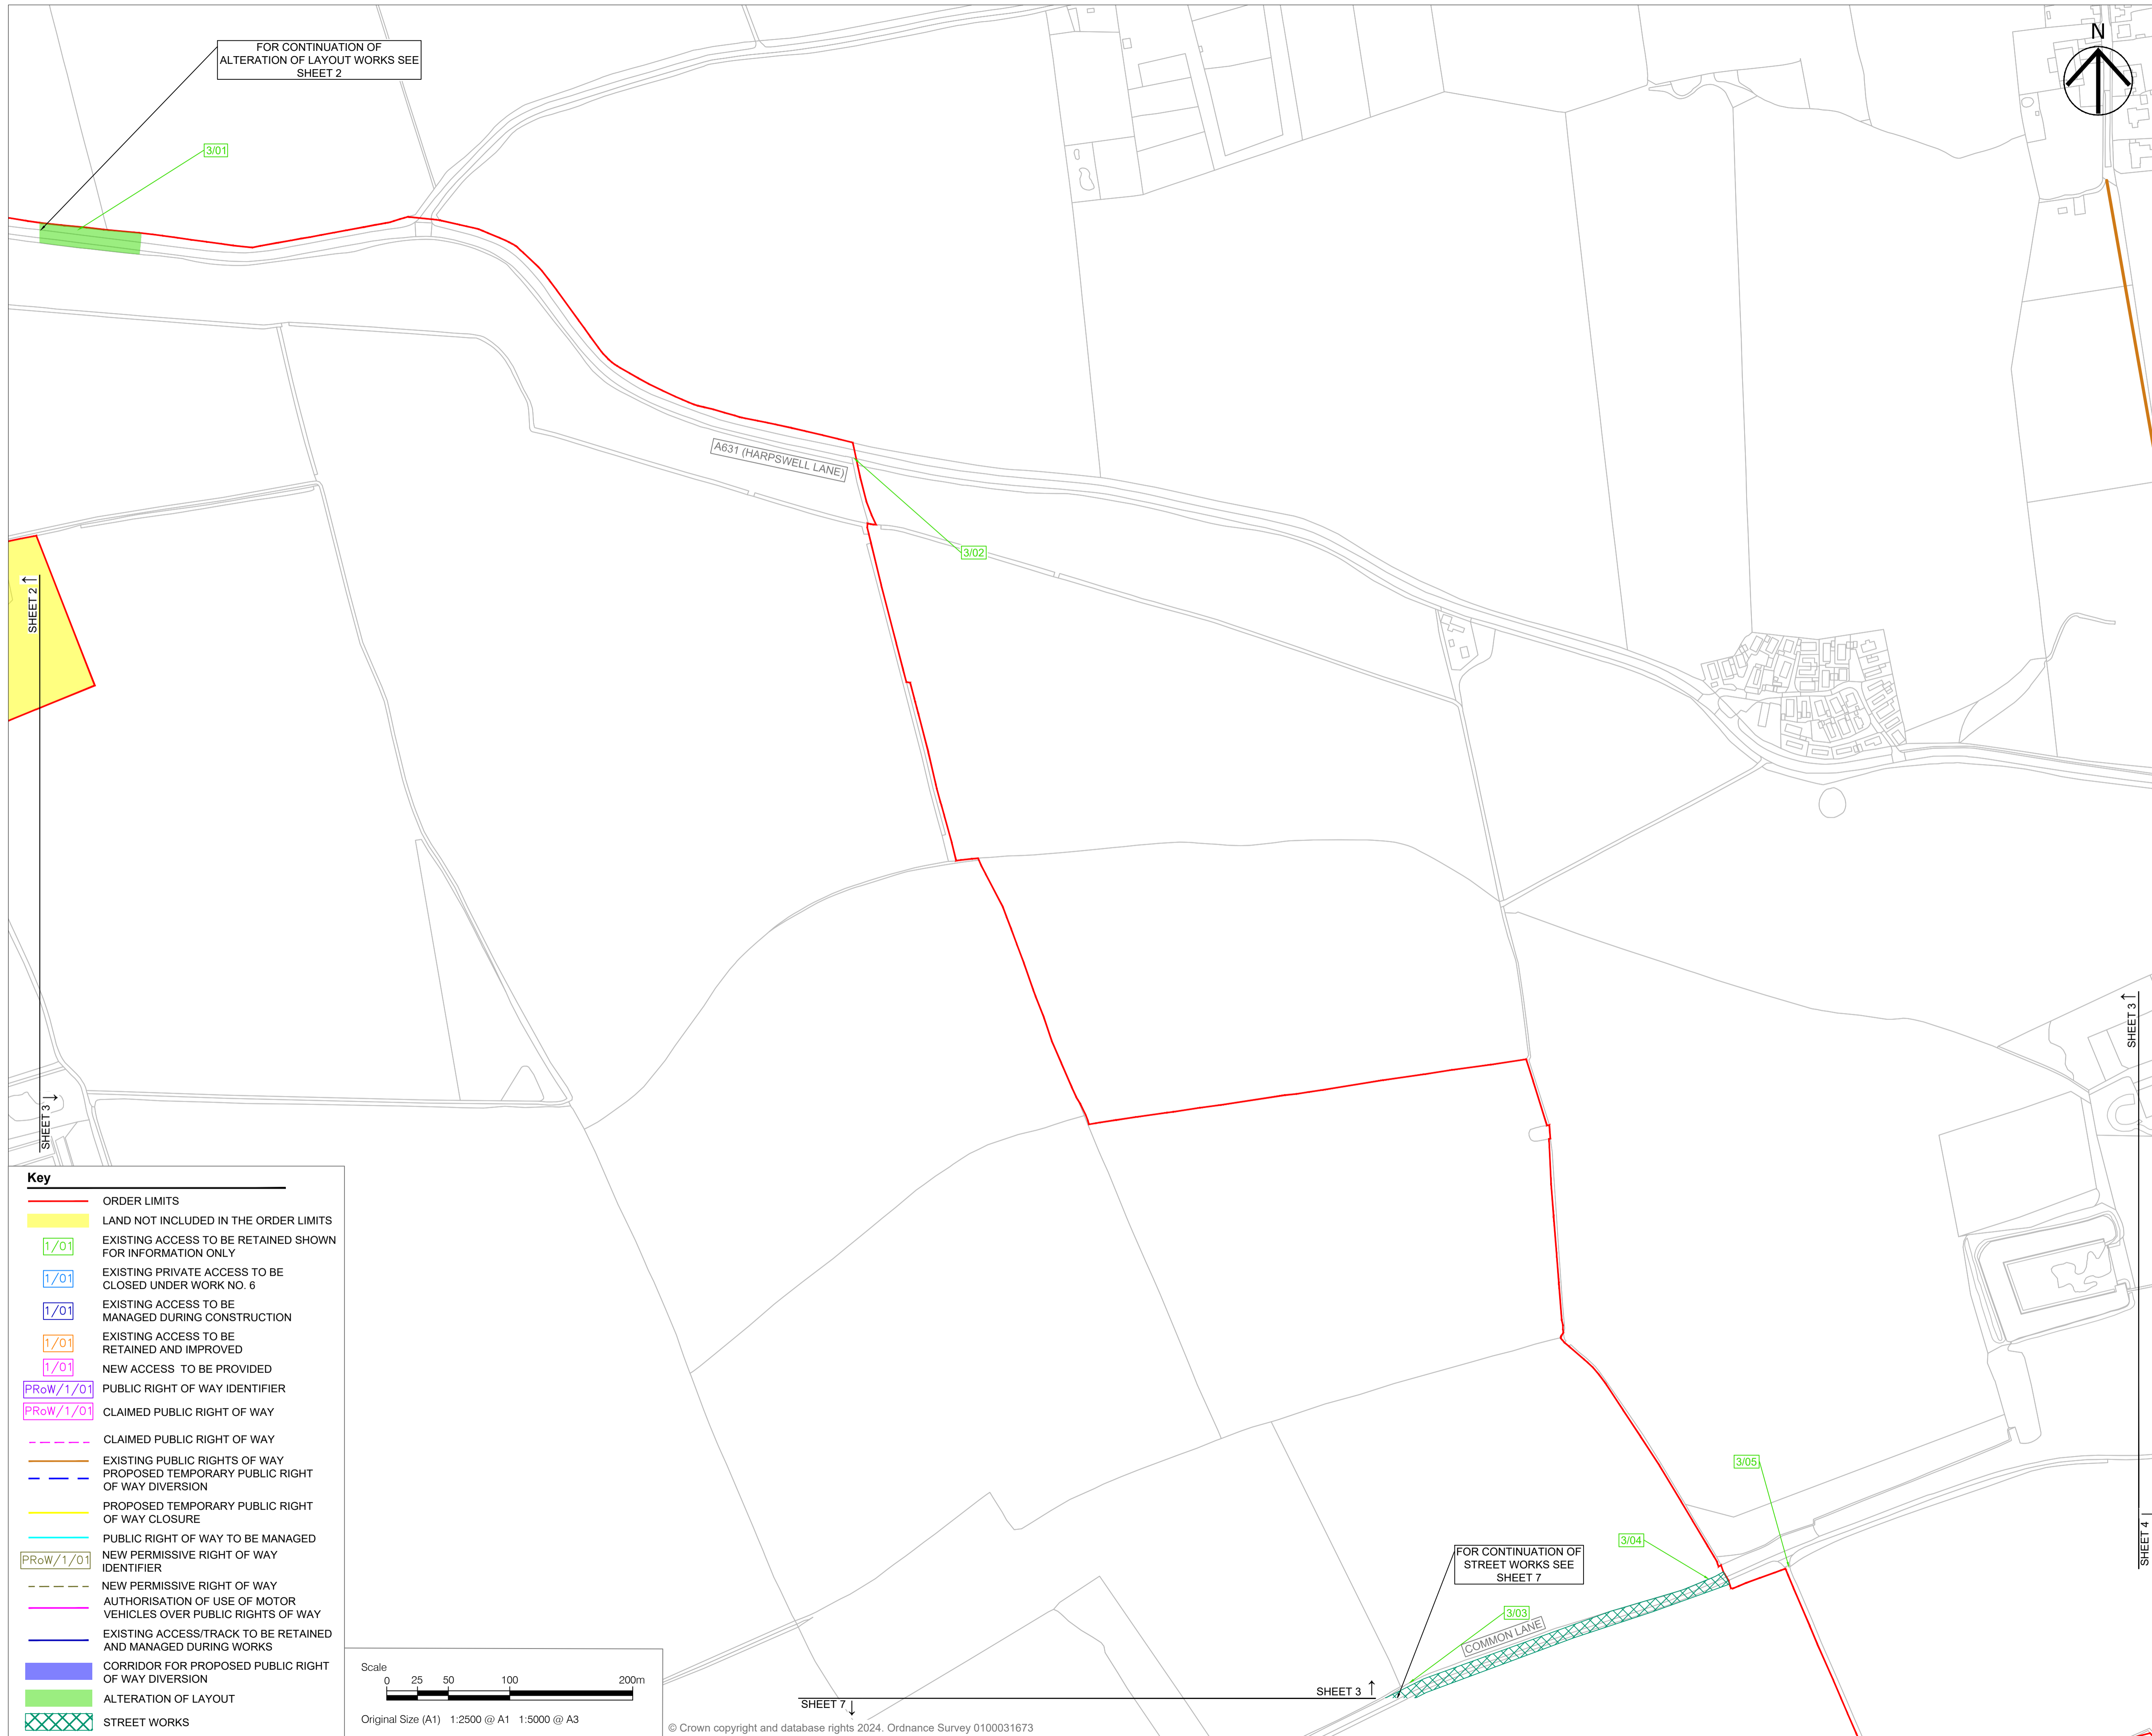 FOR CONTINUATION OF
ALTERATION OF LAYOUT WORKS SEE
SHEET 2
N
3/01
A631 (HARPSWELL LANE)
3/02
SHEET 2
SHEET 3
SHEET 3
SHEET 4
3/05
3/04
FOR CONTINUATION OF
STREET WORKS SEE
SHEET 7
3/03
COMMON LANE
SHEET 3
SHEET 7
Key
ORDER LIMITS
LAND NOT INCLUDED IN THE ORDER LIMITS
1/01 EXISTING ACCESS TO BE RETAINED SHOWN
FOR INFORMATION ONLY
1/01 EXISTING PRIVATE ACCESS TO BE
CLOSED UNDER WORK NO. 6
1/01 EXISTING ACCESS TO BE
MANAGED DURING CONSTRUCTION
1/01 EXISTING ACCESS TO BE
RETAINED AND IMPROVED
1/01 NEW ACCESS TO BE PROVIDED
PRoW/1/01 PUBLIC RIGHT OF WAY IDENTIFIER
PRoW/1/01 CLAIMED PUBLIC RIGHT OF WAY
CLAIMED PUBLIC RIGHT OF WAY
EXISTING PUBLIC RIGHTS OF WAY
PROPOSED TEMPORARY PUBLIC RIGHT
OF WAY DIVERSION
PROPOSED TEMPORARY PUBLIC RIGHT
OF WAY CLOSURE
PUBLIC RIGHT OF WAY TO BE MANAGED
PRoW/1/01 NEW PERMISSIVE RIGHT OF WAY
IDENTIFIER
NEW PERMISSIVE RIGHT OF WAY
AUTHORISATION OF USE OF MOTOR
VEHICLES OVER PUBLIC RIGHTS OF WAY
EXISTING ACCESS/TRACK TO BE RETAINED
AND MANAGED DURING WORKS
CORRIDOR FOR PROPOSED PUBLIC RIGHT
OF WAY DIVERSION
ALTERATION OF LAYOUT
STREET WORKS
Scale
0 25 50 100 200m
Original Size (A1) 1:2500 @ A1 1:5000 @ A3
© Crown copyright and database rights 2024. Ordnance Survey 0100031673